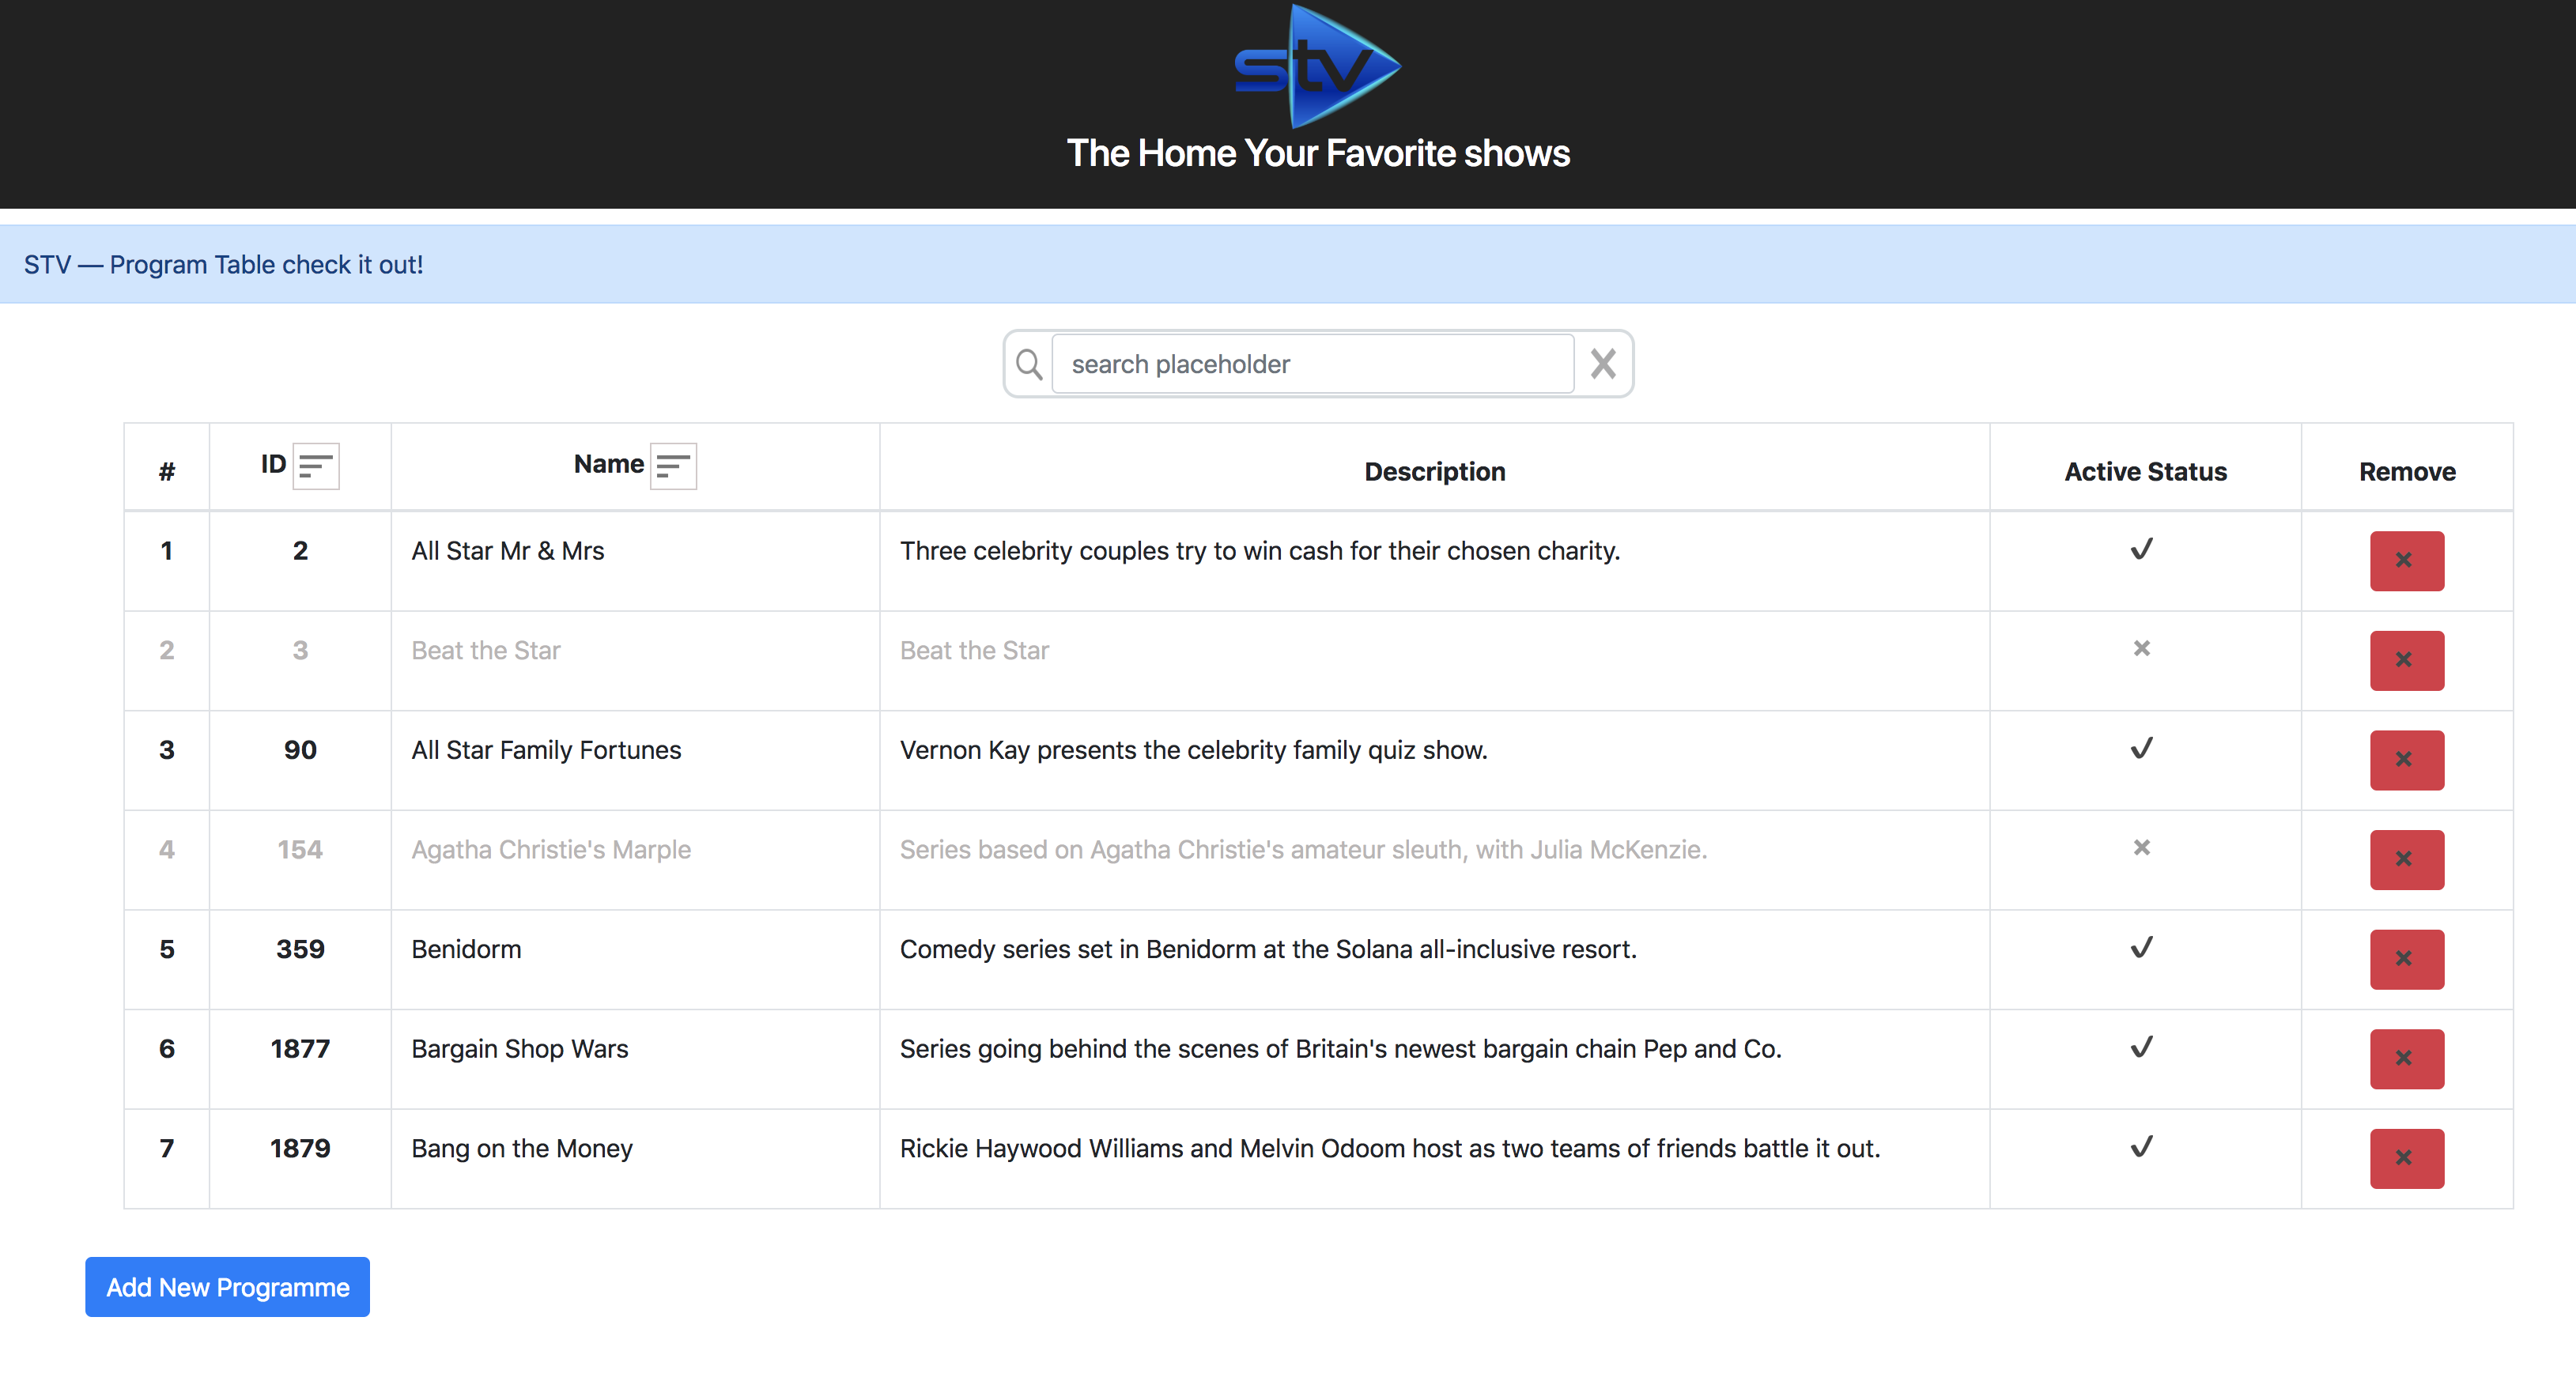 stv
The Home Your Favorite shows
STV — Program Table check it out!
search placeholder
# ID Name Description Active Status Remove
1 2 All Star Mr & Mrs Three celebrity couples try to win cash for their chosen charity.
2 3 Beat the Star Beat the Star
3 90 All Star Family Fortunes Vernon Kay presents the celebrity family quiz show.
4 154 Agatha Christie's Marple Series based on Agatha Christie's amateur sleuth, with Julia McKenzie.
5 359 Benidorm Comedy series set in Benidorm at the Solana all-inclusive resort.
6 1877 Bargain Shop Wars Series going behind the scenes of Britain's newest bargain chain Pep and Co.
7 1879 Bang on the Money Rickie Haywood Williams and Melvin Odoom host as two teams of friends battle it out.
Add New Programme